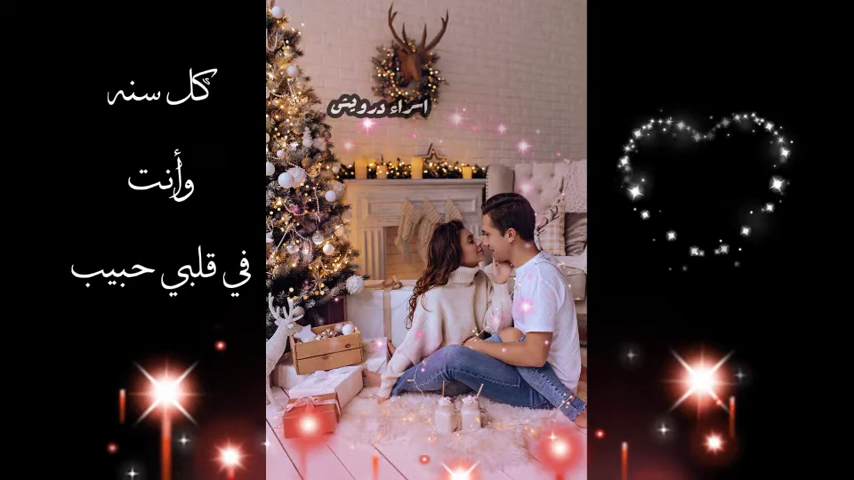 كل سنه
وأنت
في قلبي حبيب
اسراء درويش